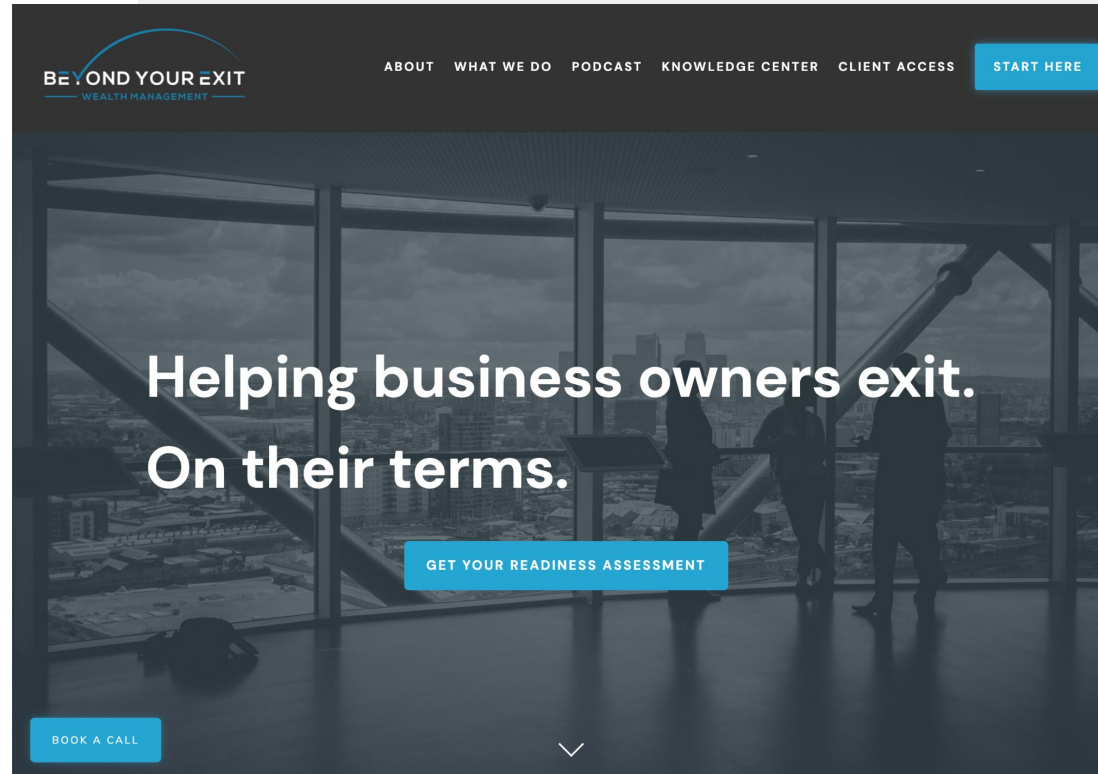 BEYOND YOUR EXIT
WEALTH MANAGEMENT
ABOUT WHAT WE DO PODCAST KNOWLEDGE CENTER CLIENT ACCESS START HERE
Helping business owners exit.
On their terms.
GET YOUR READINESS ASSESSMENT
BOOK A CALL